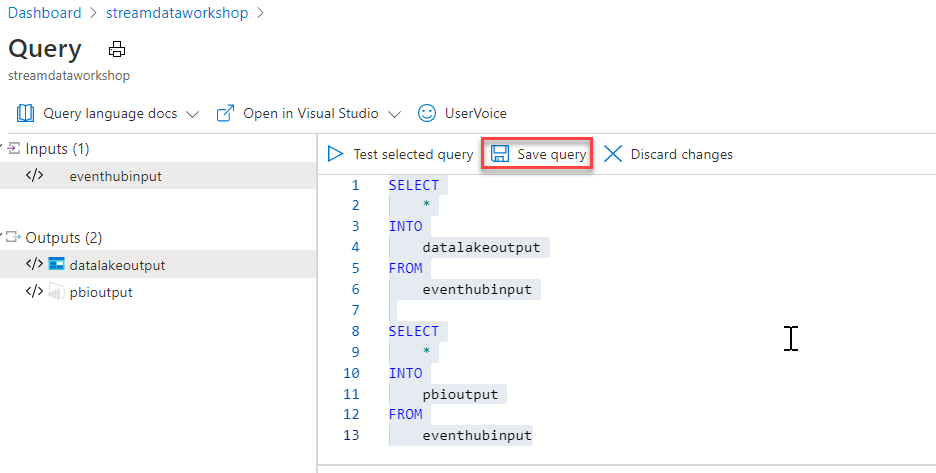 Dashboard > streamdataworkshop >
Query
streamdataworkshop
Query language docs Open in Visual Studio UserVoice
Inputs (1)
</> eventhubinput
Outputs (2)
</> datalakeoutput
</> pbioutput
Test selected query Save query Discard changes
1 SELECT
2 *
3 INTO
4 datalakeoutput
5 FROM
6 eventhubinput
7
8 SELECT
9 *
10 INTO
11 pbioutput
12 FROM
13 eventhubinput